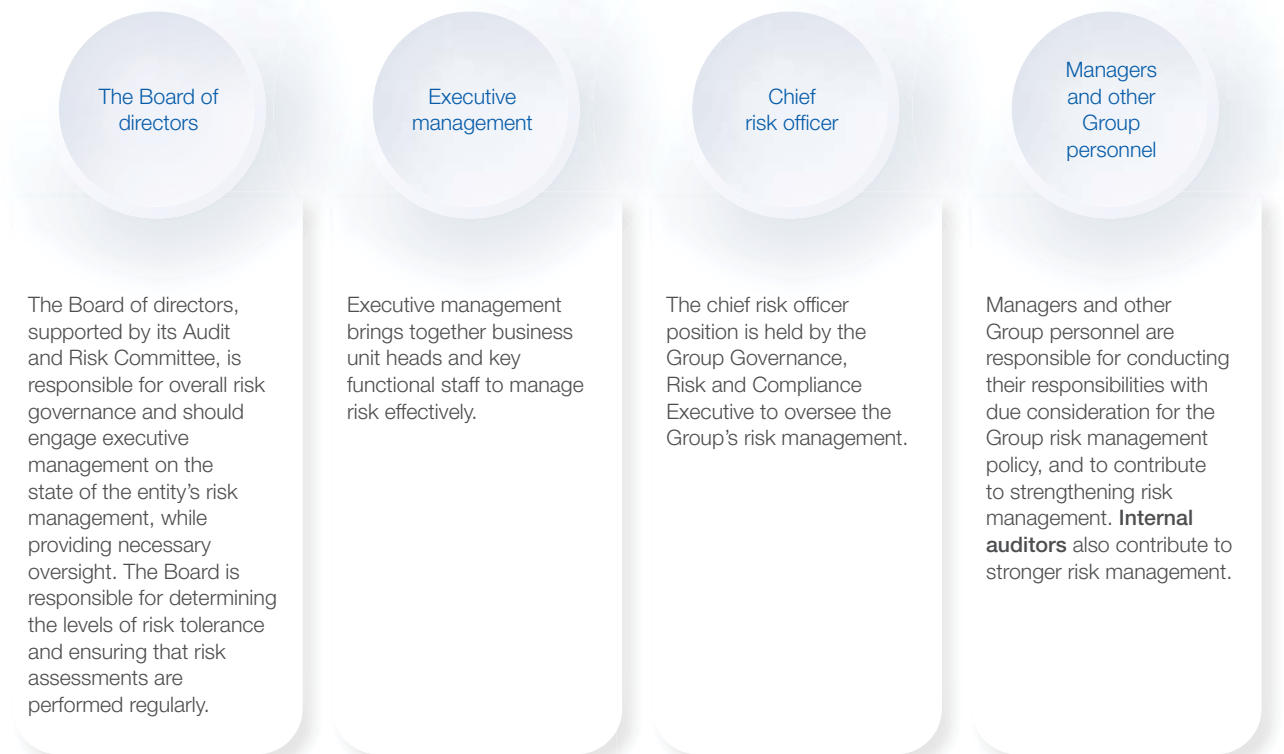 The Board of
directors
The Board of directors,
supported by its Audit
and Risk Committee, is
responsible for overall risk
governance and should
engage executive
management on the
state of the entity's risk
management, while
providing necessary
oversight. The Board is
responsible for determining
the levels of risk tolerance
and ensuring that risk
assessments are
performed regularly.
Executive
management
Executive management
brings together business
unit heads and key
functional staff to manage
risk effectively.
Chief
risk officer
The chief risk officer
position is held by the
Group Governance,
Risk and Compliance
Executive to oversee the
Group's risk management.
Managers
and other
Group
personnel
Managers and other
Group personnel are
responsible for conducting
their responsibilities with
due consideration for the
Group risk management
policy, and to contribute
to strengthening risk
management. Internal
auditors also contribute to
stronger risk management.